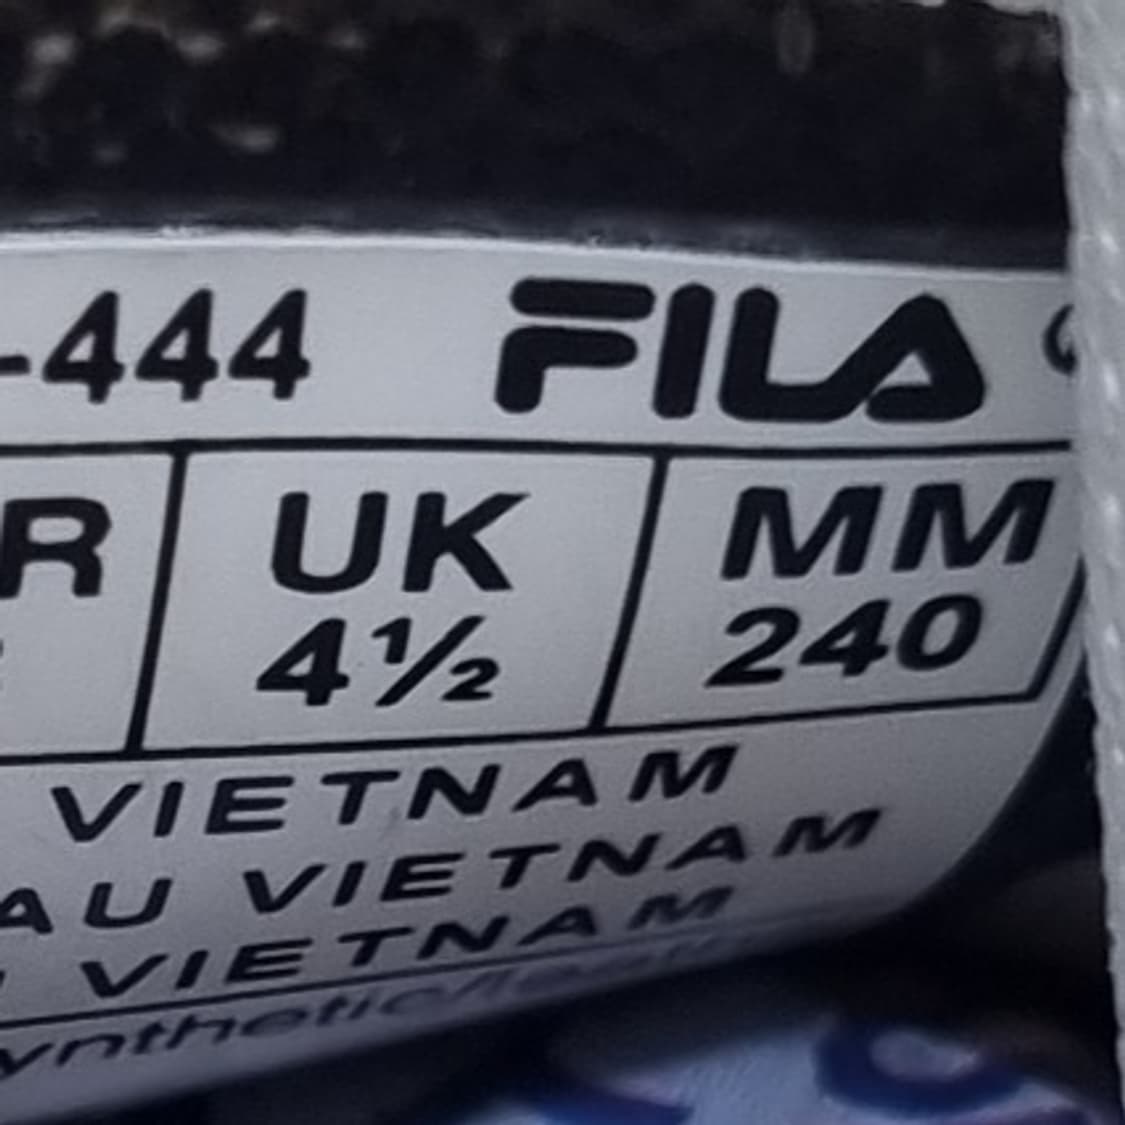 -444 FILA
R UK MM
4½ 240
VIETNAM
AU VIETNAM
VIETNAM